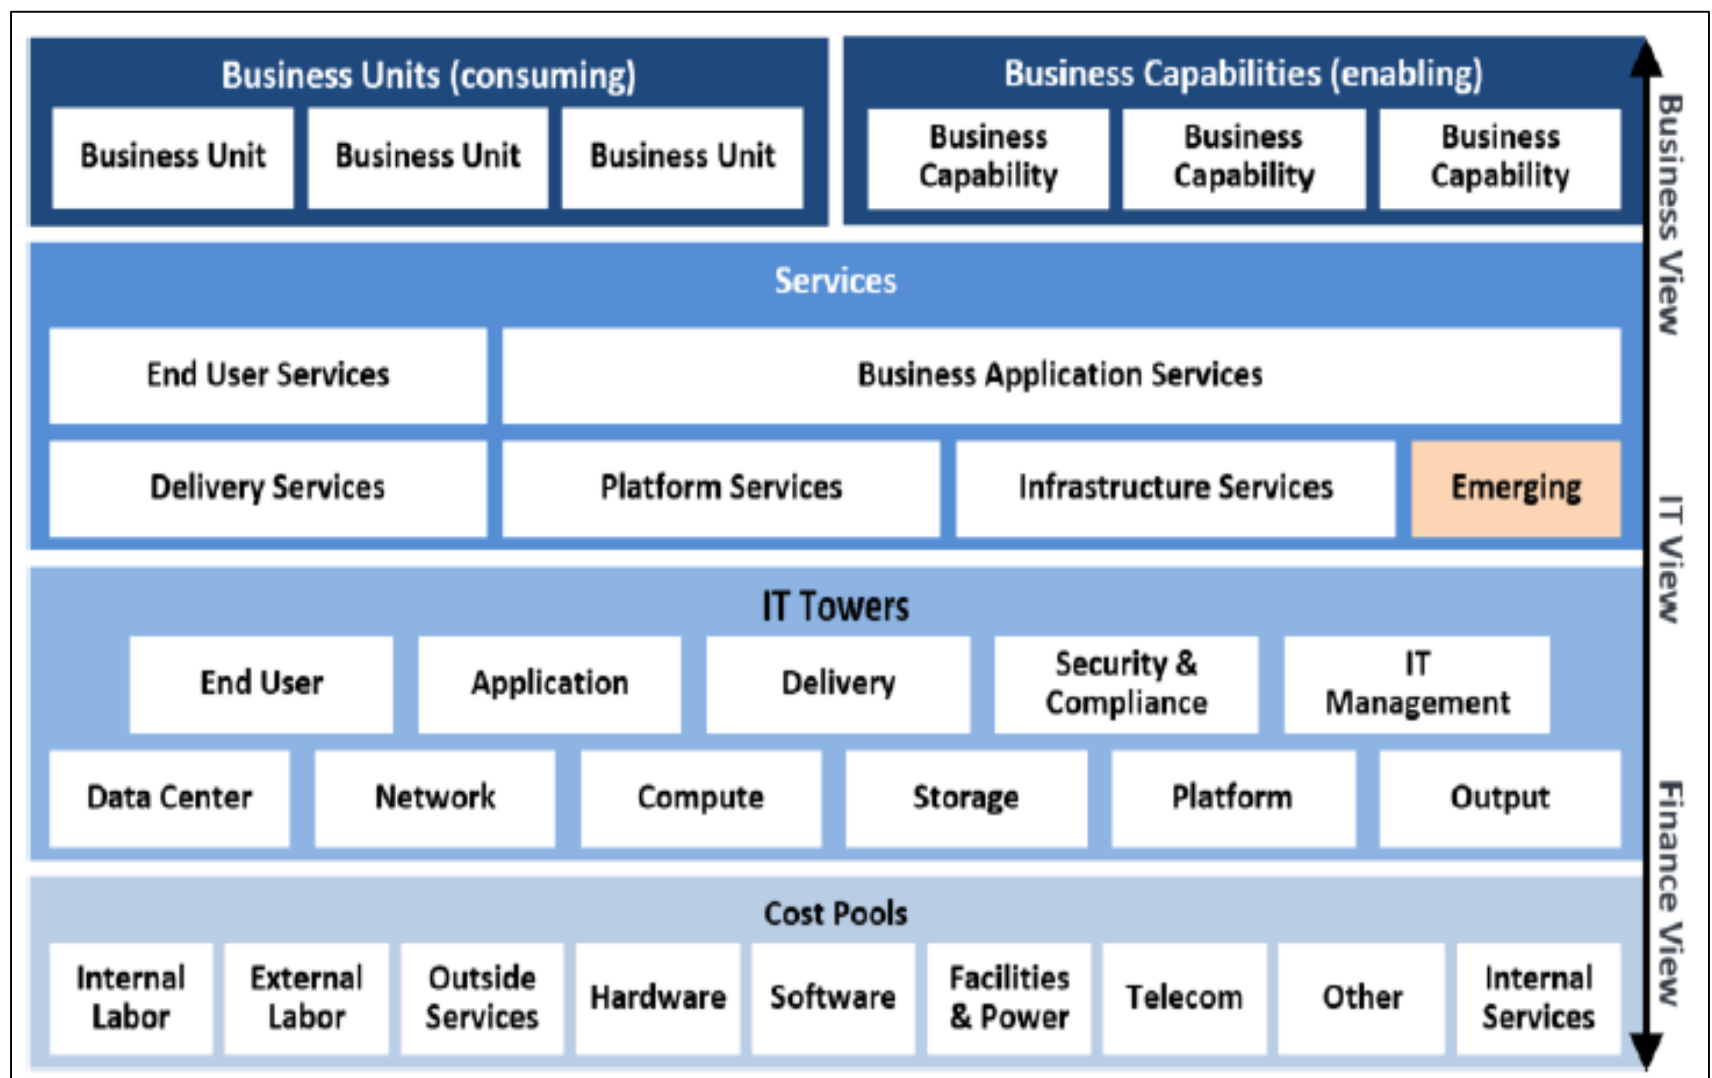 Business Units (consuming)
Business Unit
Business Unit
Business Unit
Business Capabilities (enabling)
Business
Capability
Business
Capability
Business
Capability
Services
End User Services
Business Application Services
Delivery Services
Platform Services
Infrastructure Services
Emerging
IT Towers
End User
Application
Delivery
Security &
Compliance
IT
Management
Data Center
Network
Compute
Storage
Platform
Output
Cost Pools
Internal
Labor
External
Labor
Outside
Services
Hardware
Software
Facilities
& Power
Telecom
Other
Internal
Services
Business View
IT View
Finance View